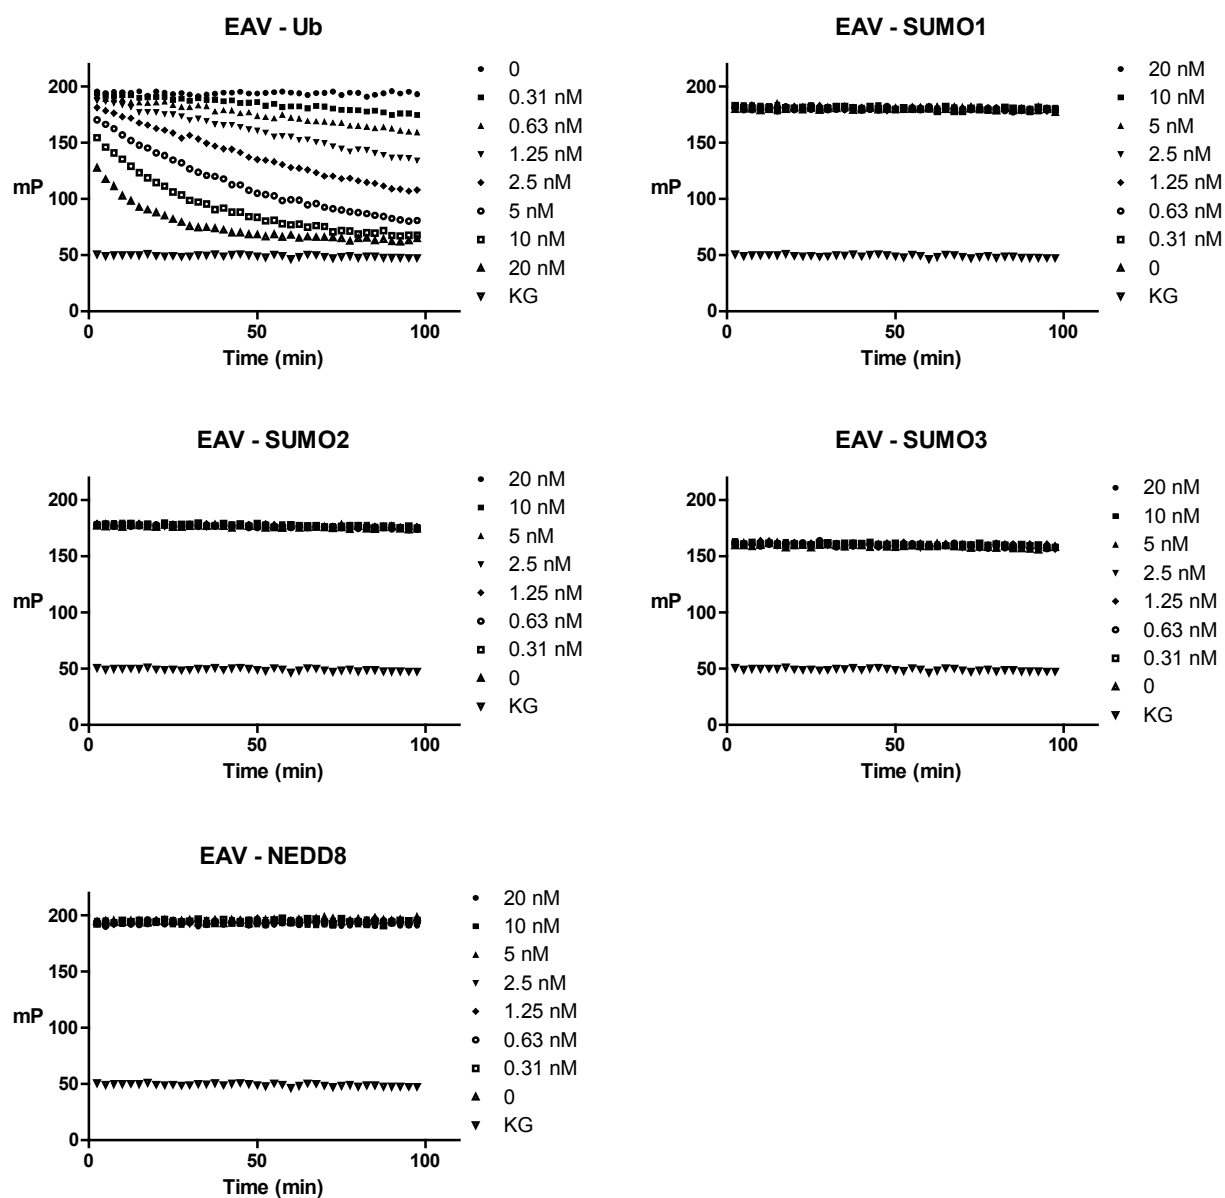 EAV - Ub
mP
200
150
100
50
0
0 50 100
Time (min)
0
0.31 nM
0.63 nM
1.25 nM
2.5 nM
5 nM
10 nM
20 nM
KG
EAV - SUMO1
mP
200
150
100
50
0
0 50 100
Time (min)
20 nM
10 nM
5 nM
2.5 nM
1.25 nM
0.63 nM
0.31 nM
0
KG
EAV - SUMO2
mP
200
150
100
50
0
0 50 100
Time (min)
20 nM
10 nM
5 nM
2.5 nM
1.25 nM
0.63 nM
0.31 nM
0
KG
EAV - SUMO3
mP
200
150
100
50
0
0 50 100
Time (min)
20 nM
10 nM
5 nM
2.5 nM
1.25 nM
0.63 nM
0.31 nM
0
KG
EAV - NEDD8
mP
200
150
100
50
0
0 50 100
Time (min)
20 nM
10 nM
5 nM
2.5 nM
1.25 nM
0.63 nM
0.31 nM
0
KG